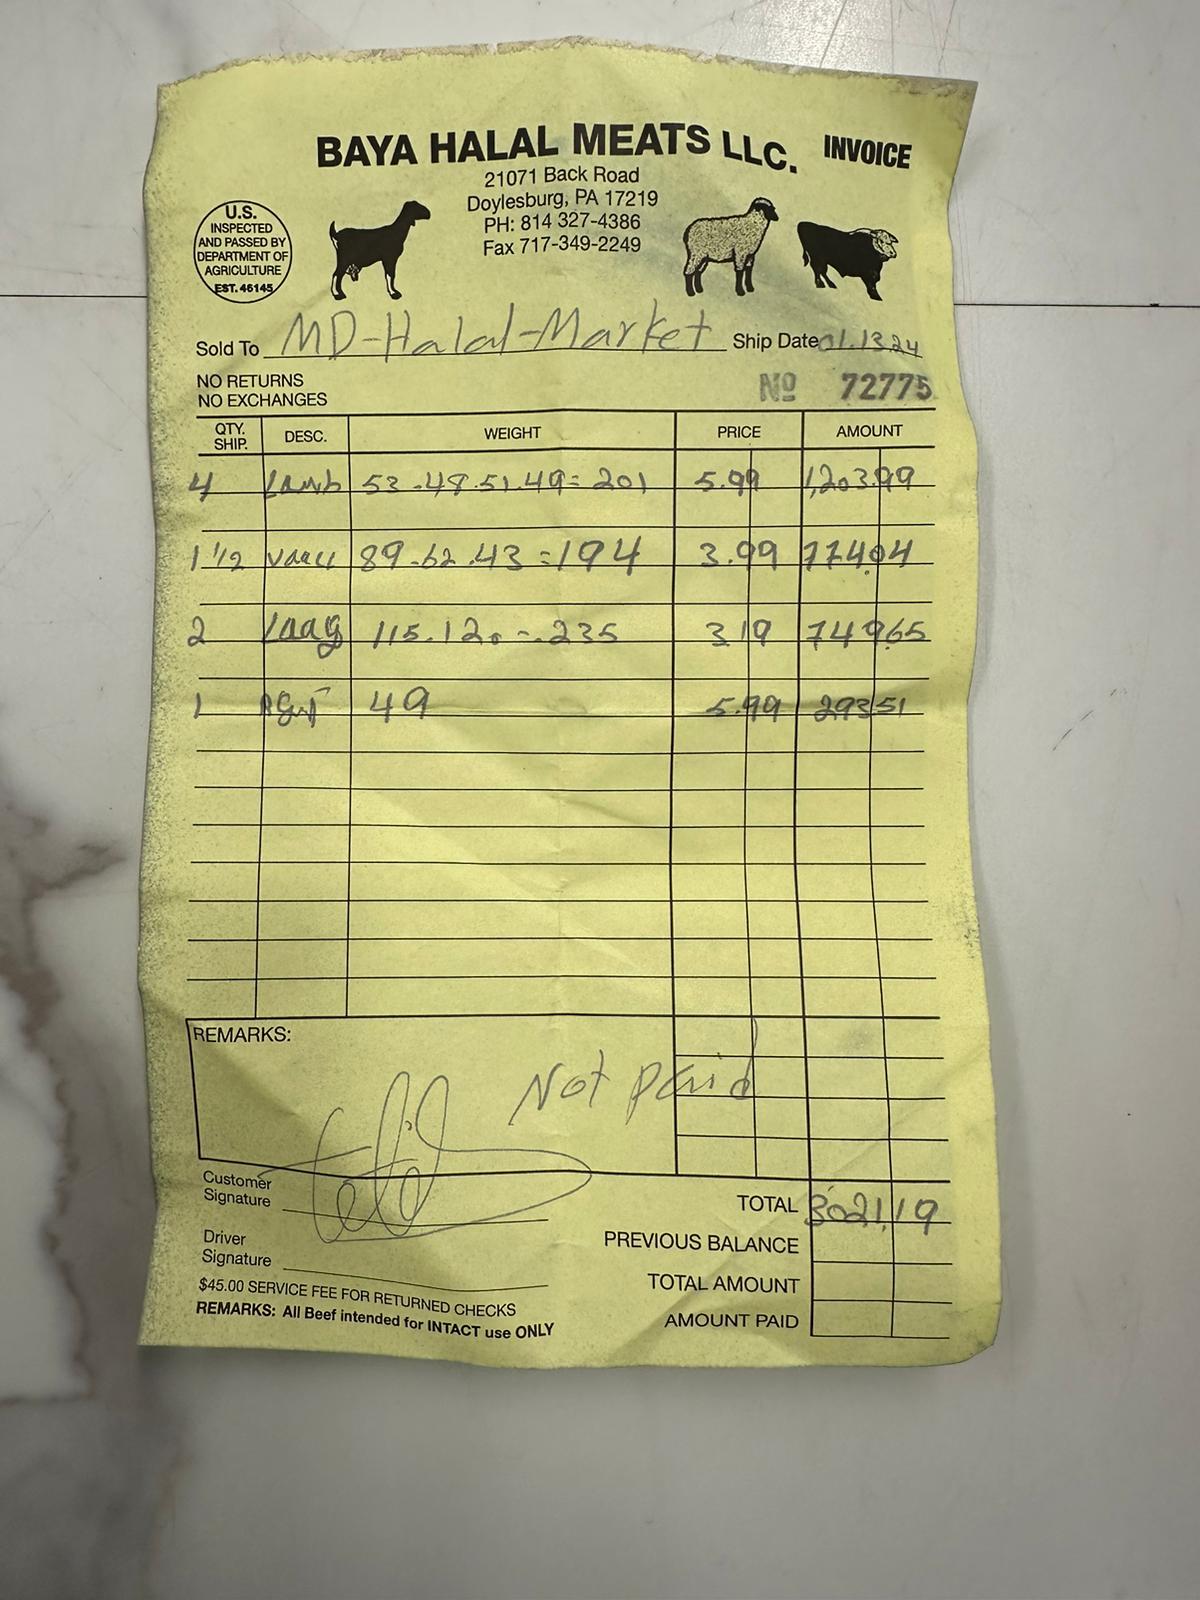 BAYA HALAL MEATS LLC. INVOICE
21071 Back Road
Doylesburg, PA 17219
PH: 814 327-4386
Fax 717-349-2249
U.S.
INSPECTED
AND PASSED BY
DEPARTMENT OF
AGRICULTURE
EST. 46145
Sold To MD-Halal-Market Ship Date 01.13.24
NO RETURNS
NO EXCHANGES
No 72775
QTY. SHIP. DESC. WEIGHT PRICE AMOUNT
4 Lamb 53.48.51.49=201 5.99 1,203.99
1 1/2 89.62.43=194 3.99 774.04
2 115.120=235 3.19 749.65
1 49 5.99 293.51
REMARKS:
Not paid
Customer
Signature
Driver
Signature
TOTAL 3021.19
PREVIOUS BALANCE
TOTAL AMOUNT
AMOUNT PAID
$45.00 SERVICE FEE FOR RETURNED CHECKS
REMARKS: All Beef intended for INTACT use ONLY